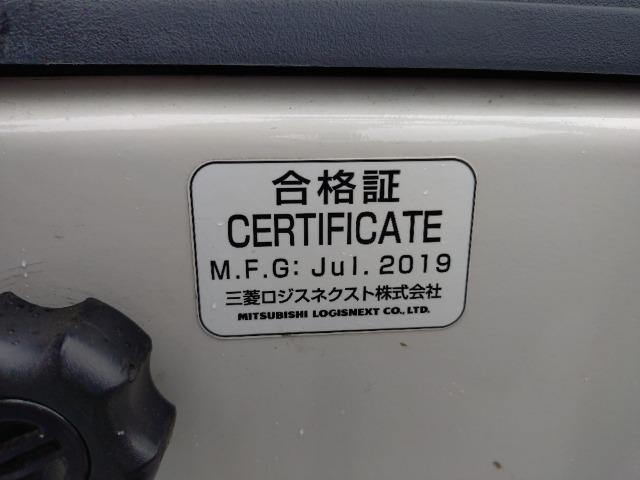 合格証
CERTIFICATE
M.F.G: Jul. 2019
三菱ロジスネクスト株式会社
MITSUBISHI LOGISNEXT CO., LTD.